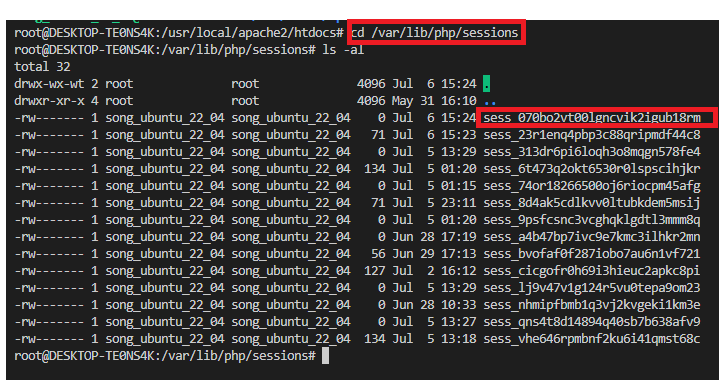 root@DESKTOP-TE0NS4K:/usr/local/apache2/htdocs# cd /var/lib/php/sessions
root@DESKTOP-TE0NS4K:/var/lib/php/sessions# ls -al
total 32
drwx-wx-wt 2 root root 4096 Jul 6 15:24 .
drwxr-xr-x 4 root root 4096 May 31 16:10 ..
-rw------- 1 song_ubuntu_22_04 song_ubuntu_22_04 0 Jul 6 15:24 sess_070bo2vt00lgncvik2igub18rm
-rw------- 1 song_ubuntu_22_04 song_ubuntu_22_04 71 Jul 6 15:23 sess_23r1enq4pbp3c88qripmdf44c8
-rw------- 1 song_ubuntu_22_04 song_ubuntu_22_04 0 Jul 5 13:29 sess_313dr6pi6loqh3o8mqgn578fe4
-rw------- 1 song_ubuntu_22_04 song_ubuntu_22_04 134 Jul 5 01:20 sess_6t473q2okt6530r0lspscihjkr
-rw------- 1 song_ubuntu_22_04 song_ubuntu_22_04 0 Jul 5 01:15 sess_74or18266500oj6riocpm45afg
-rw------- 1 song_ubuntu_22_04 song_ubuntu_22_04 71 Jul 5 23:11 sess_8d4ak5cdlkvv0ltubkdem5msij
-rw------- 1 song_ubuntu_22_04 song_ubuntu_22_04 0 Jul 5 01:20 sess_9psfcsnc3vcghqklgdtl3mmm8q
-rw------- 1 song_ubuntu_22_04 song_ubuntu_22_04 0 Jun 28 17:19 sess_a4b47bp7ivc9e7kmc3ilhkr2mn
-rw------- 1 song_ubuntu_22_04 song_ubuntu_22_04 56 Jun 29 17:13 sess_bvofaf0f287iobo7au6n1vf721
-rw------- 1 song_ubuntu_22_04 song_ubuntu_22_04 127 Jul 2 16:12 sess_cicgofr0h69i3hieuc2apkc8pi
-rw------- 1 song_ubuntu_22_04 song_ubuntu_22_04 0 Jul 5 13:29 sess_lj9v47v1g124r5vu0tepa9om23
-rw------- 1 song_ubuntu_22_04 song_ubuntu_22_04 0 Jun 28 10:33 sess_nhmipfbmb1q3vj2kvgeki1km3e
-rw------- 1 song_ubuntu_22_04 song_ubuntu_22_04 0 Jul 5 13:27 sess_qns4t8d14894q40sb7b638afv9
-rw------- 1 song_ubuntu_22_04 song_ubuntu_22_04 134 Jul 5 13:18 sess_vhe646rpmbnf2ku6i41qmst68c
root@DESKTOP-TE0NS4K:/var/lib/php/sessions#